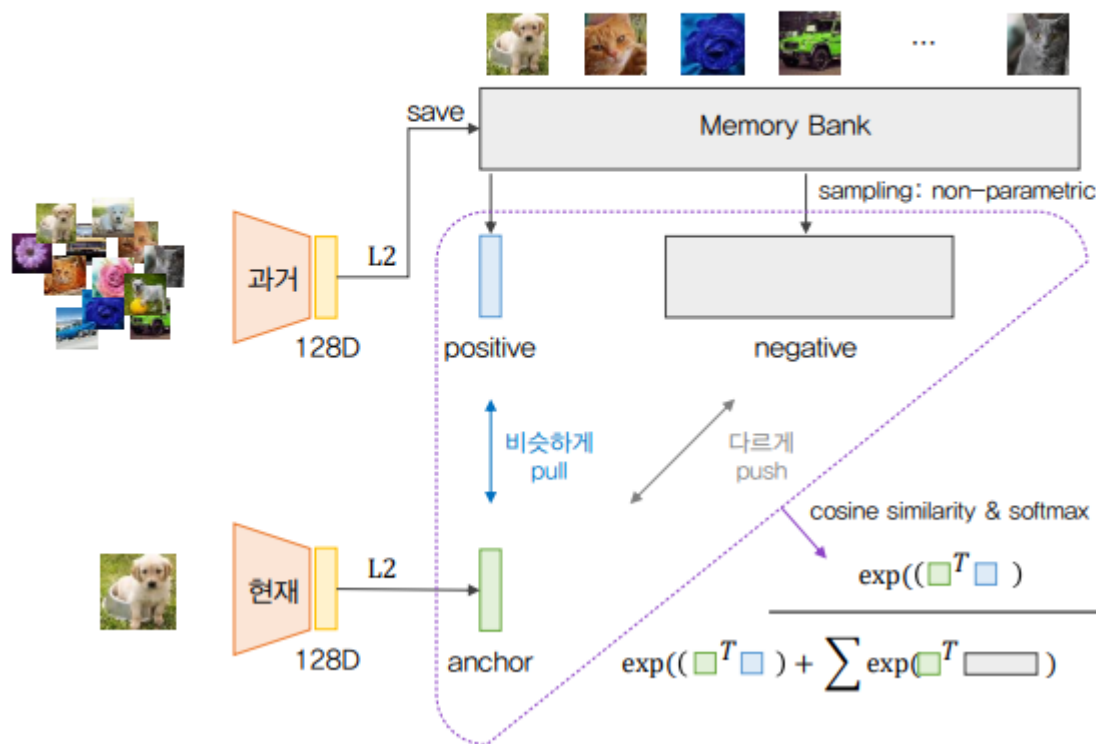 ...
save
Memory Bank
sampling: non-parametric
과거
L2
128D
positive
negative
비슷하게
pull
다르게
push
cosine similarity & softmax
현재
L2
128D
anchor
exp(( T )
exp(( T ) + ∑ exp( T )